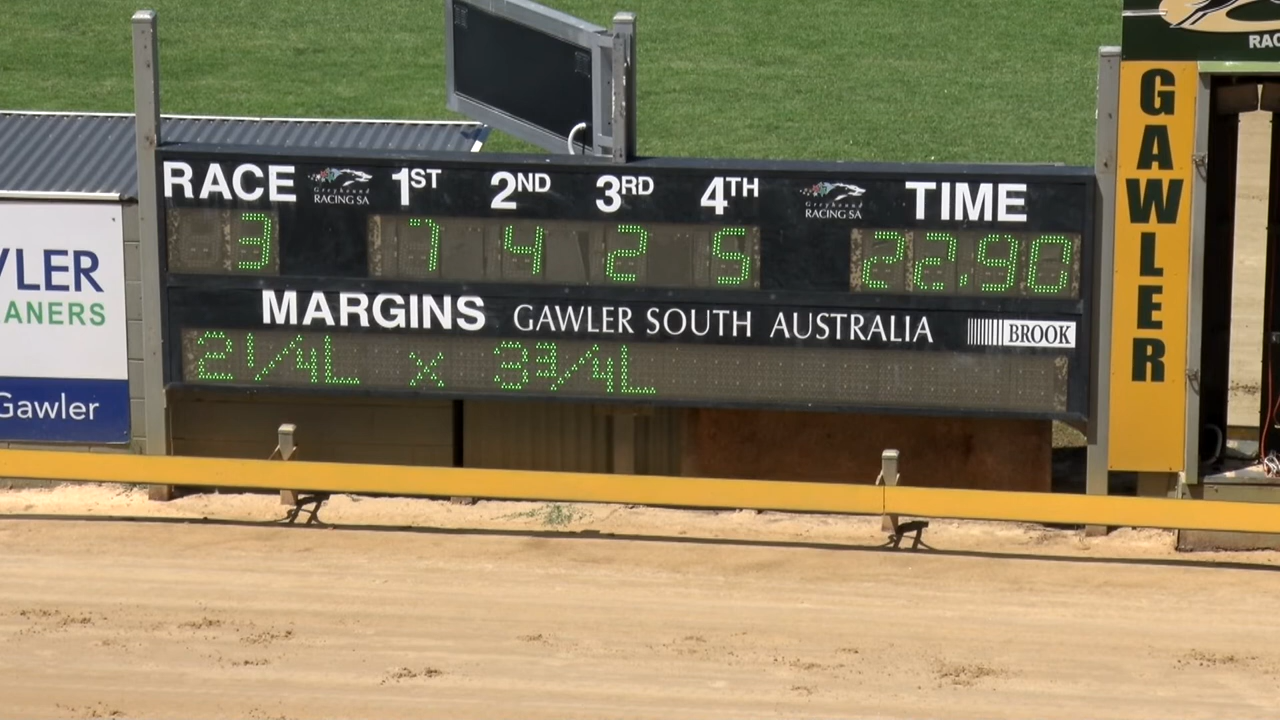 RAC
GAWLER
RACE 1ST 2ND 3RD 4TH TIME
Greyhound
RACING SA
Greyhound
RACING SA
3 7 4 2 5 22.90
MARGINS GAWLER SOUTH AUSTRALIA BROOK
2 1/4L x 3 3/4L
WLER
ANERS
Gawler